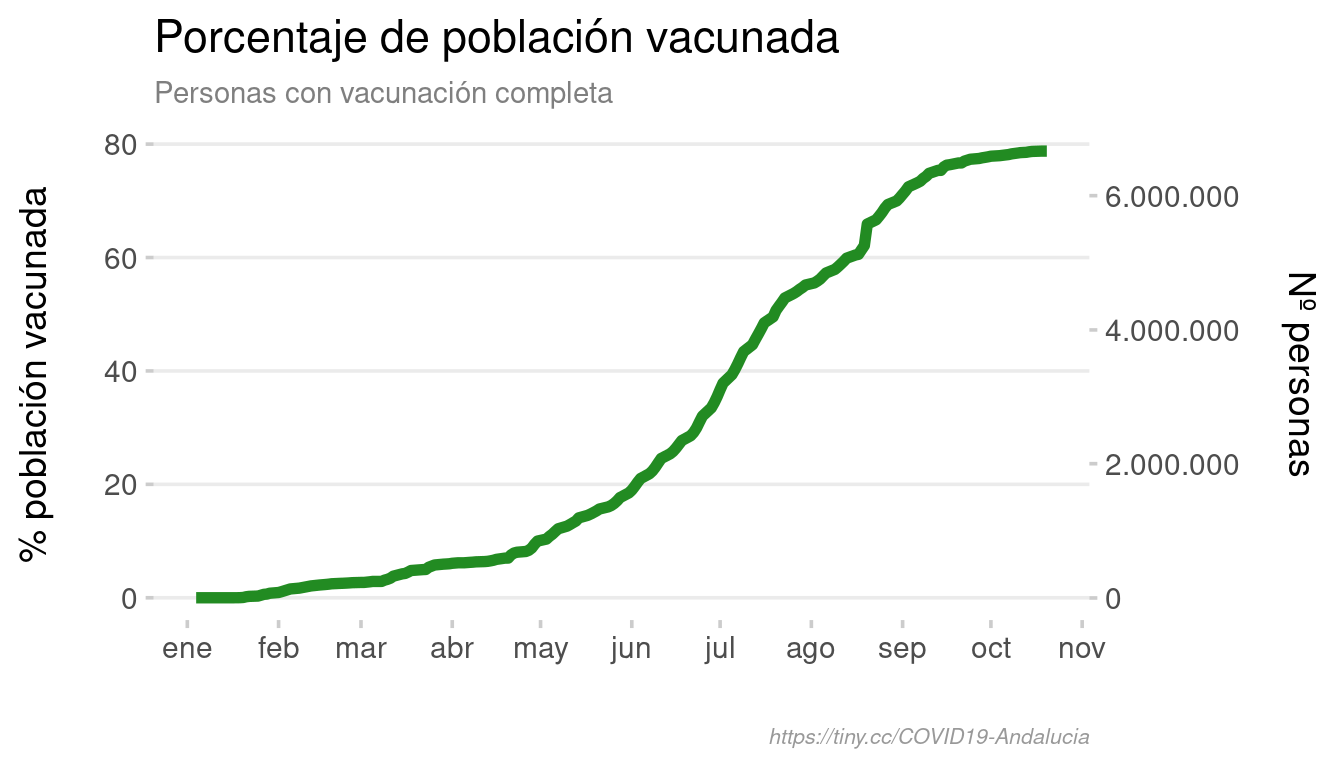 Porcentaje de población vacunada
Personas con vacunación completa
% población vacunada
80
60
40
20
0
6.000.000
4.000.000
2.000.000
0
Nº personas
ene feb mar abr may jun jul ago sep oct nov
https://tiny.cc/COVID19-Andalucia